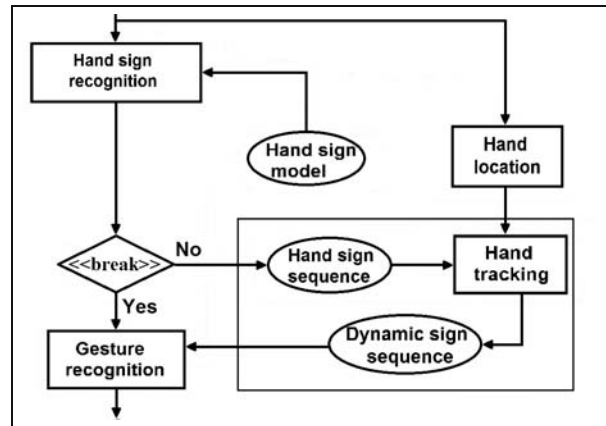 Hand sign
recognition
Hand sign
model
Hand
location
<<break>>
No
Hand sign
sequence
Hand
tracking
Yes
Gesture
recognition
Dynamic sign
sequence